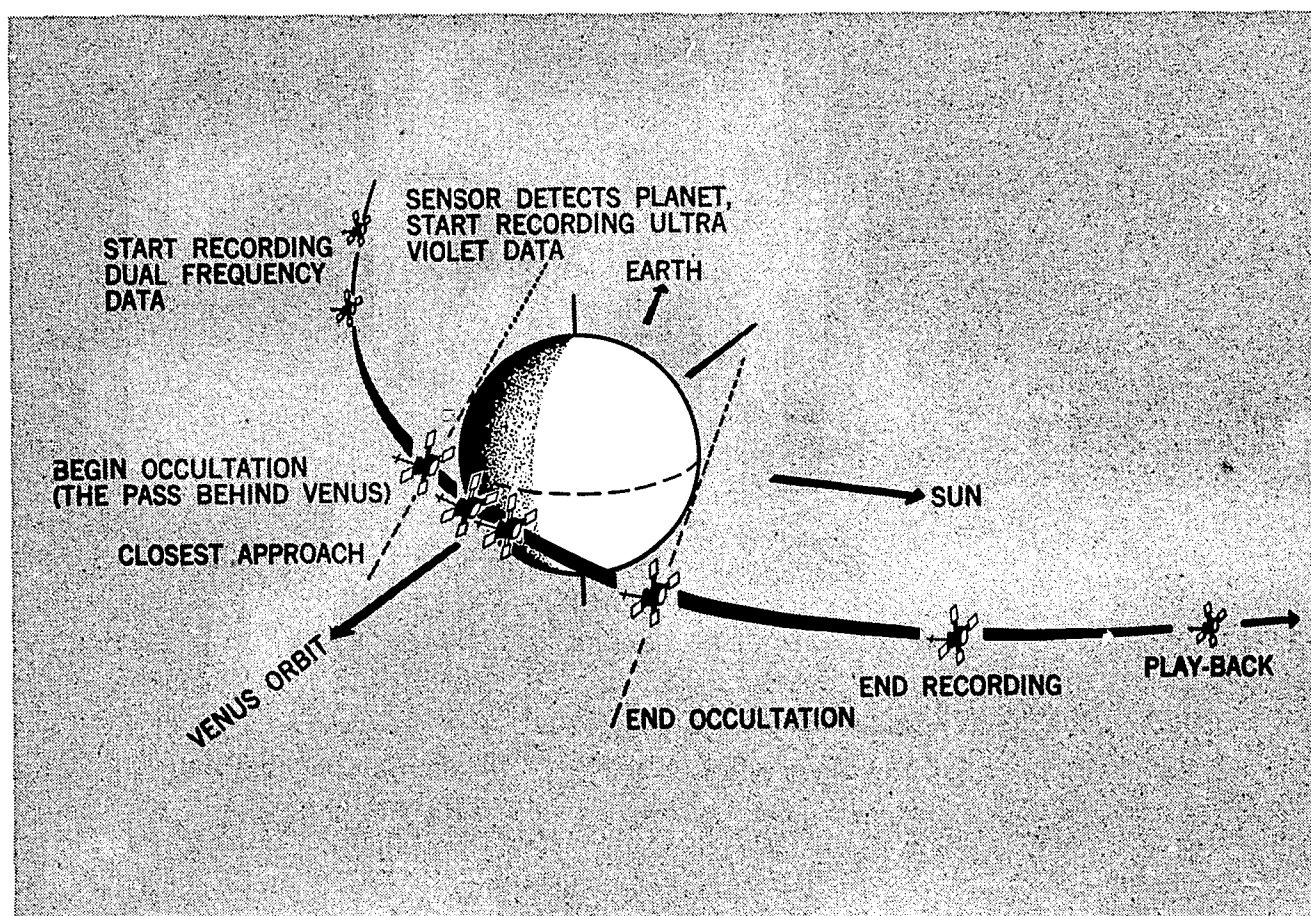 SENSOR DETECTS PLANET,
START RECORDING ULTRA
VIOLET DATA
START RECORDING
DUAL FREQUENCY
DATA
EARTH
BEGIN OCCULTATION
(THE PASS BEHIND VENUS)
SUN
CLOSEST APPROACH
VENUS ORBIT
PLAY-BACK
END RECORDING
END OCCULTATION